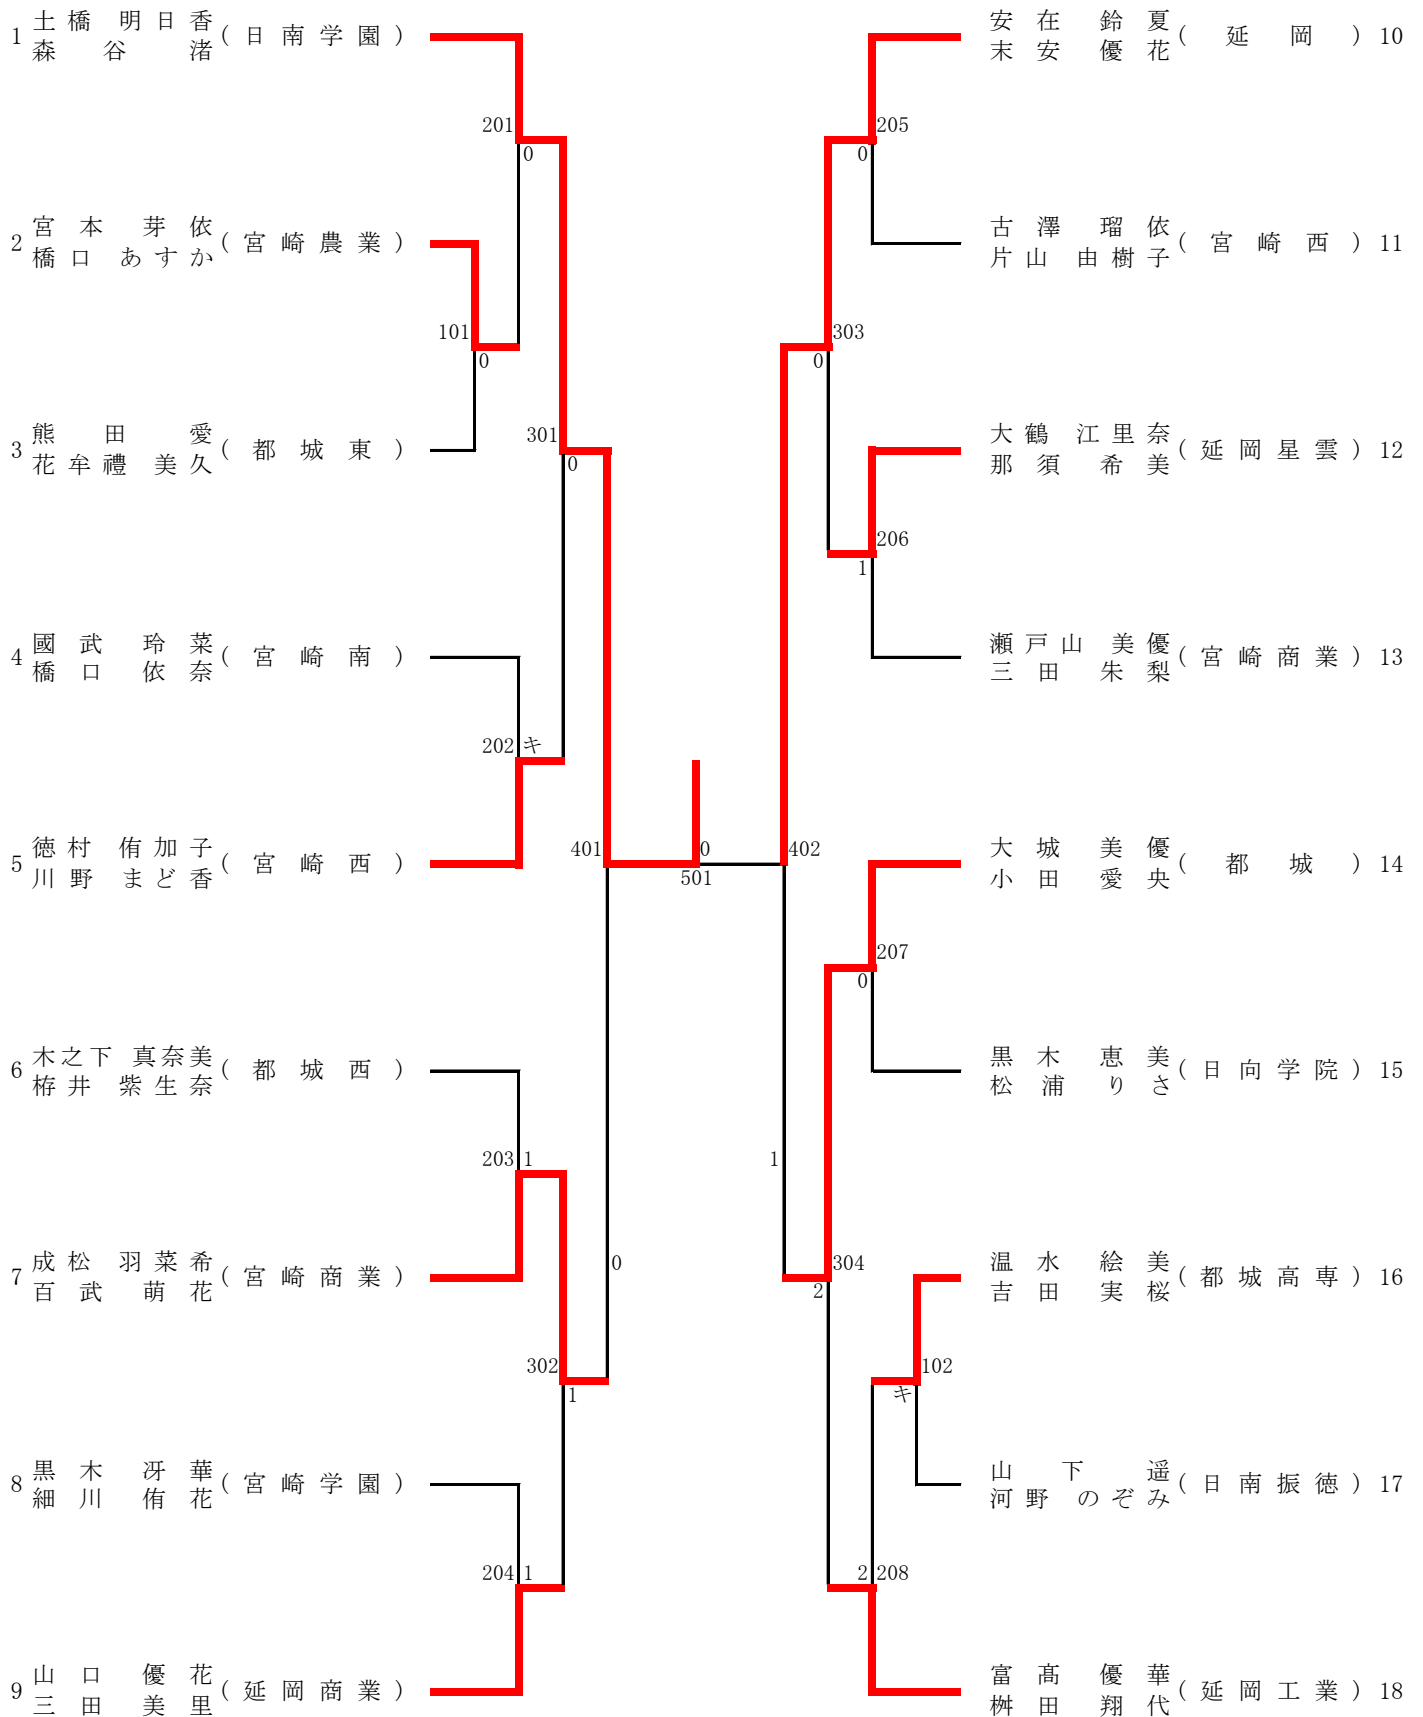 1 土橋 明日香 (日南学園)
森谷 渚
201
0
2 宮本 芽依 (宮崎農業)
橋口 あすか
101
0
3 熊田 愛 (都城東)
花牟禮 美久
301
0
4 國武 玲菜 (宮崎南)
橋口 依奈
202 キ
5 徳村 侑加子 (宮崎西)
川野 まど香
401
0
501
402
6 木之下 真奈美 (都城西)
栫井 紫生奈
203 1
7 成松 羽菜希 (宮崎商業)
百武 萌花
0
302
1
8 黒木 冴華 (宮崎学園)
細川 侑花
204 1
9 山口 優花 (延岡商業)
三田 美里
安在 鈴夏 (延岡) 10
末安 優花
205
0
古澤 瑠依 (宮崎西) 11
片山 由樹子
303
0
大鶴 江里奈 (延岡星雲) 12
那須 希美
206
1
瀬戸山 美優 (宮崎商業) 13
三田 朱梨
大城 美優 (都城) 14
小田 愛央
207
0
黒木 恵美 (日向学院) 15
松浦 りさ
1
304
2
温水 絵美 (都城高専) 16
吉田 実桜
102
キ
山下 遥 (日南振徳) 17
河野 のぞみ
2 208
富髙 優華 (延岡工業) 18
桝田 翔代